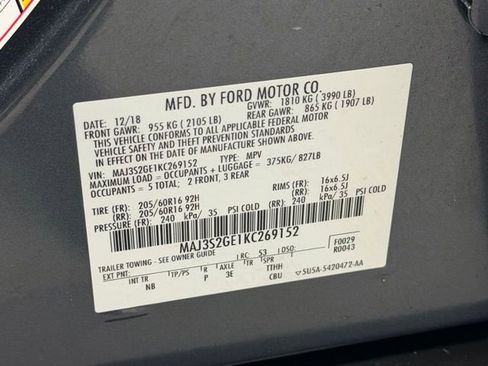 MFD. BY FORD MOTOR CO.
DATE: 12/18 GVWR: 1810 KG (3990 LB)
FRONT GAWR: 955 KG (2105 LB) REAR GAWR: 865 KG (1907 LB)
THIS VEHICLE CONFORMS TO ALL APPLICABLE FEDERAL MOTOR
VEHICLE SAFETY AND THEFT PREVENTION STANDARDS
IN EFFECT ON THE DATE OF MANUFACTURE SHOWN ABOVE.
VIN: MAJ3S2GE1KC269152 TYPE: MPV
MAXIMUM LOAD = OCCUPANTS + LUGGAGE = 375KG/ 827LB
OCCUPANTS = 5 TOTAL; 2 FRONT, 3 REAR
TIRE (FR): 205/60R16 92H RIMS (FR): 16x6.5J
(RR): 205/60R16 92H (RR): 16x6.5J
PRESSURE (FR): 240 kPa/ 35 PSI COLD
(RR): 240 kPa/ 35 PSI COLD
MAJ3S2GE1KC269152
TRAILER TOWING - SEE OWNER GUIDE
EXT PNT: RC: 53 DSO: F0029
R0043
INT TR TP/PS R AXLE TR SPR
NB P 3E TTHH
CBU
5U5A-5420472-AA